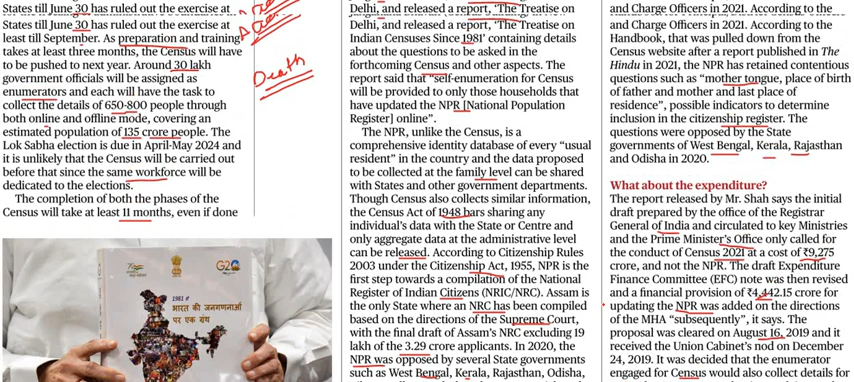 States till June 30 has ruled out the exercise at
States till June 30 has ruled out the exercise at
least till September. As preparation and training
takes at least three months, the Census will have
to be pushed to next year. Around 30 lakh
government officials will be assigned as
enumerators and each will have the task to
collect the details of 650-800 people through
both online and offline mode, covering an
estimated population of 135 crore people. The
Lok Sabha election is due in April-May 2024 and
it is unlikely that the Census will be carried out
before that since the same workforce will be
dedicated to the elections.
The completion of both the phases of the
Census will take at least 11 months, even if done
Death
G20
1981 से
भारत की जनगणनाओं
पर एक ग्रंथ
Delhi, and released a report, ‘The Treatise on
Delhi, and released a report, ‘The Treatise on
Indian Censuses Since 1981’ containing details
about the questions to be asked in the
forthcoming Census and other aspects. The
report said that “self-enumeration for Census
will be provided to only those households that
have updated the NPR [National Population
Register] online”.
The NPR, unlike the Census, is a
comprehensive identity database of every “usual
resident” in the country and the data proposed
to be collected at the family level can be shared
with States and other government departments.
Though Census also collects similar information,
the Census Act of 1948 bars sharing any
individual’s data with the State or Centre and
only aggregate data at the administrative level
can be released. According to Citizenship Rules
2003 under the Citizenship Act, 1955, NPR is the
first step towards a compilation of the National
Register of Indian Citizens (NRIC/NRC). Assam is
the only State where an NRC has been compiled
based on the directions of the Supreme Court,
with the final draft of Assam’s NRC excluding 19
lakh of the 3.29 crore applicants. In 2020, the
NPR was opposed by several State governments
such as West Bengal, Kerala, Rajasthan, Odisha,
and Charge Officers in 2021. According to the
and Charge Officers in 2021. According to the
Handbook, that was pulled down from the
Census website after a report published in The
Hindu in 2021, the NPR has retained contentious
questions such as “mother tongue, place of birth
of father and mother and last place of
residence”, possible indicators to determine
inclusion in the citizenship register. The
questions were opposed by the State
governments of West Bengal, Kerala, Rajasthan
and Odisha in 2020.
What about the expenditure?
The report released by Mr. Shah says the initial
draft prepared by the office of the Registrar
General of India and circulated to key Ministries
and the Prime Minister’s Office only called for
the conduct of Census 2021 at a cost of ₹9,275
crore, and not the NPR. The draft Expenditure
Finance Committee (EFC) note was then revised
and a financial provision of ₹4,442.15 crore for
updating the NPR was added on the directions
of the MHA “subsequently”, it says. The
proposal was cleared on August 16, 2019 and it
received the Union Cabinet’s nod on December
24, 2019. It was decided that the enumerator
engaged for Census would also collect details for